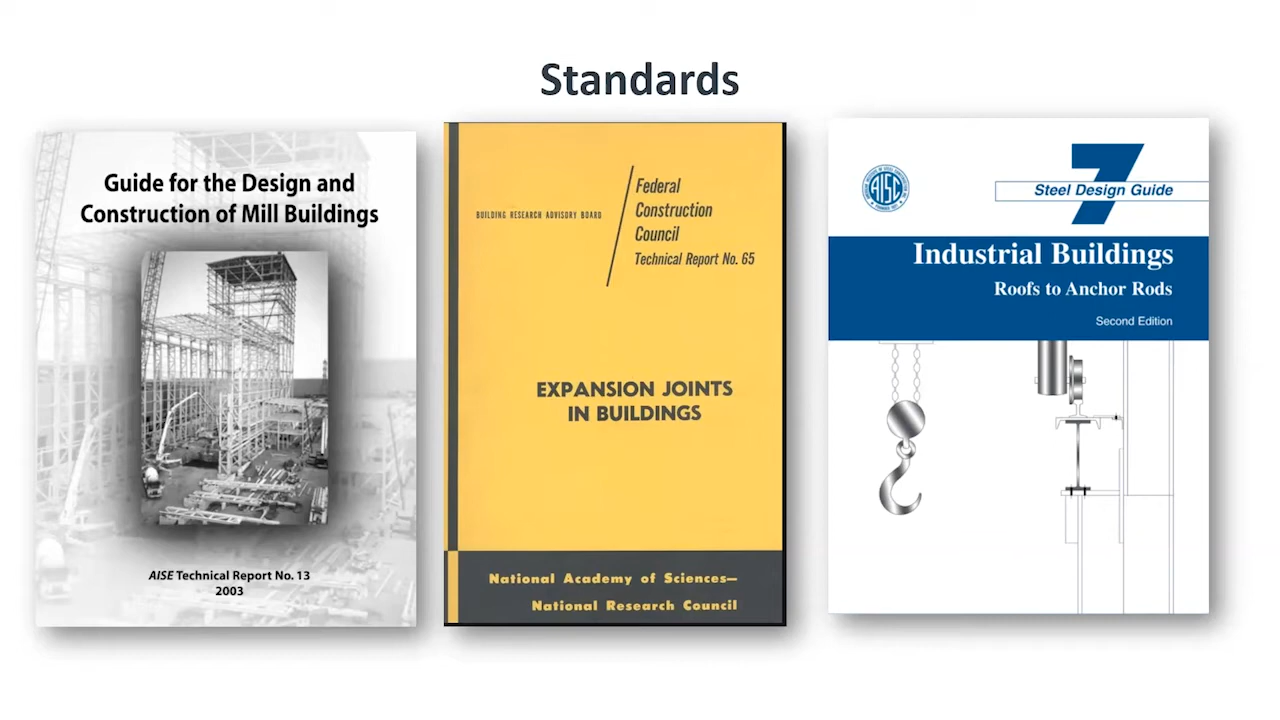 Standards
Guide for the Design and
Construction of Mill Buildings
AISE Technical Report No. 13
2003
BUILDING RESEARCH ADVISORY BOARD
Federal
Construction
Council
Technical Report No. 65
EXPANSION JOINTS
IN BUILDINGS
National Academy of Sciences—
National Research Council
AISC
7
Steel Design Guide
Industrial Buildings
Roofs to Anchor Rods
Second Edition